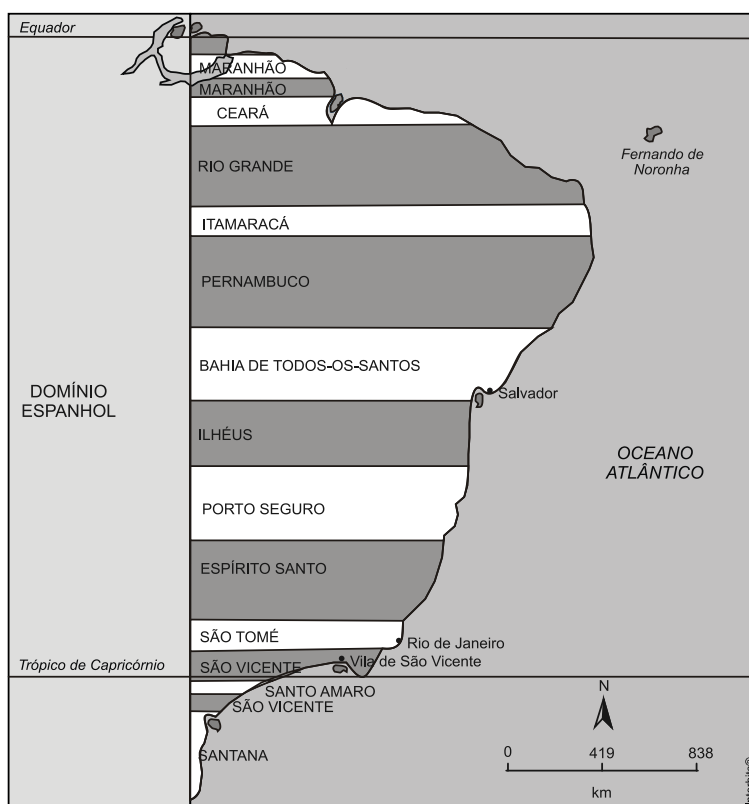 Equador
MARANHÃO
MARANHÃO
CEARÁ
Fernando de
Noronha
RIO GRANDE
ITAMARACÁ
PERNAMBUCO
BAHIA DE TODOS-OS-SANTOS
DOMÍNIO
ESPANHOL
Salvador
ILHÉUS
OCEANO
ATLÂNTICO
PORTO SEGURO
ESPÍRITO SANTO
SÃO TOMÉ
Rio de Janeiro
Trópico de Capricórnio
SÃO VICENTE
Vila de São Vicente
SANTO AMARO
SÃO VICENTE
N
SANTANA
0 419 838
km